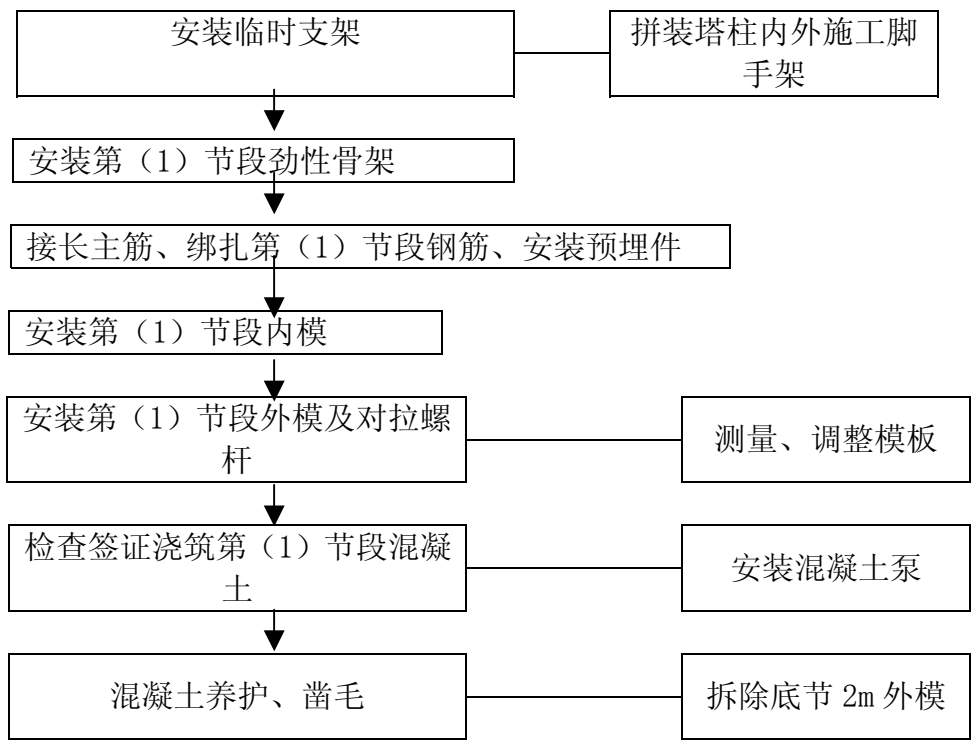 安装临时支架
拼装塔柱内外施工脚
手架
安装第（1）节段劲性骨架
接长主筋、绑扎第（1）节段钢筋、安装预埋件
安装第（1）节段内模
安装第（1）节段外模及对拉螺
杆
测量、调整模板
检查签证浇筑第（1）节段混凝
土
安装混凝土泵
混凝土养护、凿毛
拆除底节 2m 外模